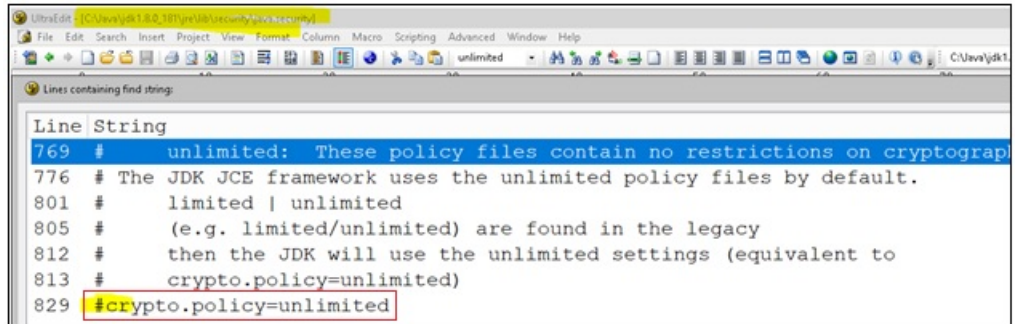 UltraEdit - [C:\Java\jdk1.8.0_181\jre\lib\security\java.security]
File Edit Search Insert Project View Format Column Macro Scripting Advanced Window Help
unlimited C:\Java\jdk1.
Lines containing find string:
Line String
769 # unlimited: These policy files contain no restrictions on cryptograp
776 # The JDK JCE framework uses the unlimited policy files by default.
801 # limited | unlimited
805 # (e.g. limited/unlimited) are found in the legacy
812 # then the JDK will use the unlimited settings (equivalent to
813 # crypto.policy=unlimited)
829 #crypto.policy=unlimited